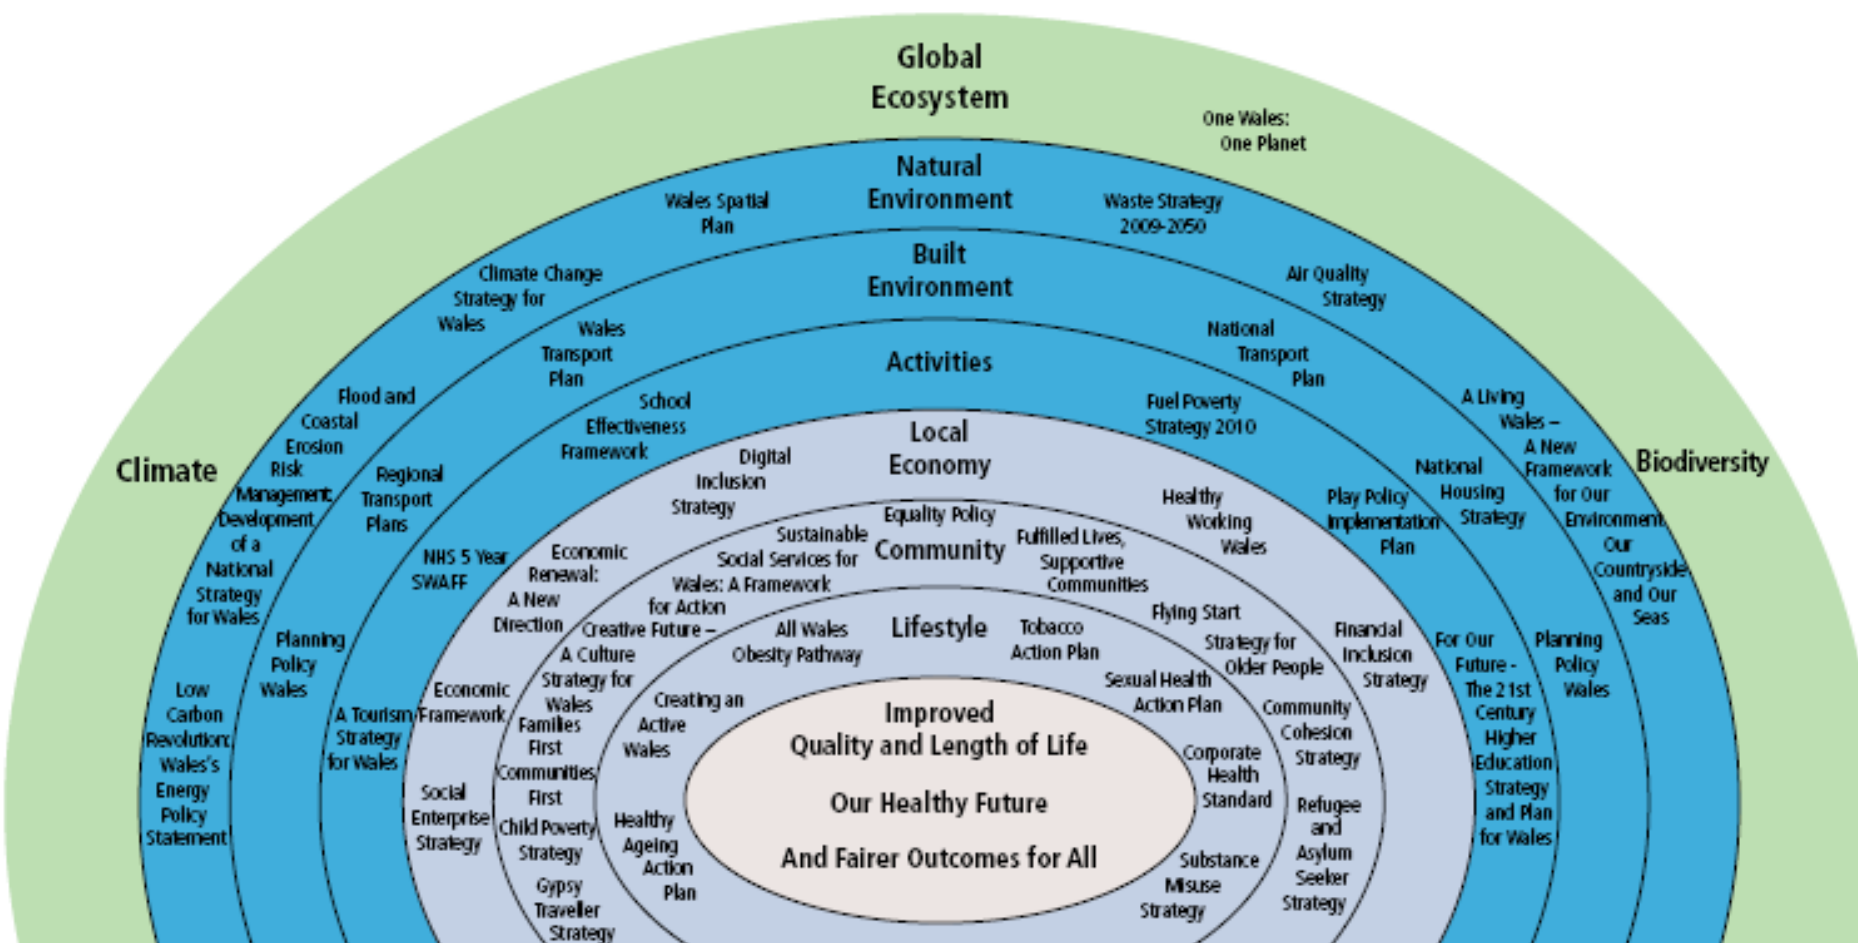 Global
Ecosystem
One Wales:
One Planet
Climate
Biodiversity
Natural
Environment
Wales Spatial
Plan
Waste Strategy
2009-2050
Climate Change
Strategy for
Wales
Air Quality
Strategy
Flood and
Coastal
Erosion
Risk
Management:
Development
of a
National
Strategy
for Wales
A Living
Wales –
A New
Framework
for Our
Environment,
Our
Countryside
and Our
Seas
Low
Carbon
Revolution:
Wales's
Energy
Policy
Statement
Built
Environment
Wales
Transport
Plan
National
Transport
Plan
Regional
Transport
Plans
National
Housing
Strategy
Planning
Policy
Wales
Planning
Policy
Wales
Activities
School
Effectiveness
Framework
Fuel Poverty
Strategy 2010
NHS 5 Year
SWAFF
Play Policy
Implementation
Plan
A Tourism
Strategy
for Wales
For Our
Future -
The 21st
Century
Higher
Education
Strategy
and Plan
for Wales
Local
Economy
Digital
Inclusion
Strategy
Healthy
Working
Wales
Economic
Renewal:
A New
Direction
Financial
Inclusion
Strategy
Economic
Framework
Social
Enterprise
Strategy
Equality Policy
Community
Sustainable
Social Services for
Wales: A Framework
for Action
Fulfilled Lives,
Supportive
Communities
Creative Future –
A Culture
Strategy for
Wales
Flying Start
Strategy for
Older People
Families
First
Communities
First
Community
Cohesion
Strategy
Child Poverty
Strategy
Refugee
and
Asylum
Seeker
Strategy
Gypsy
Traveller
Strategy
Lifestyle
All Wales
Obesity Pathway
Tobacco
Action Plan
Creating an
Active
Wales
Sexual Health
Action Plan
Healthy
Ageing
Action
Plan
Corporate
Health
Standard
Substance
Misuse
Strategy
Improved
Quality and Length of Life
Our Healthy Future
And Fairer Outcomes for All